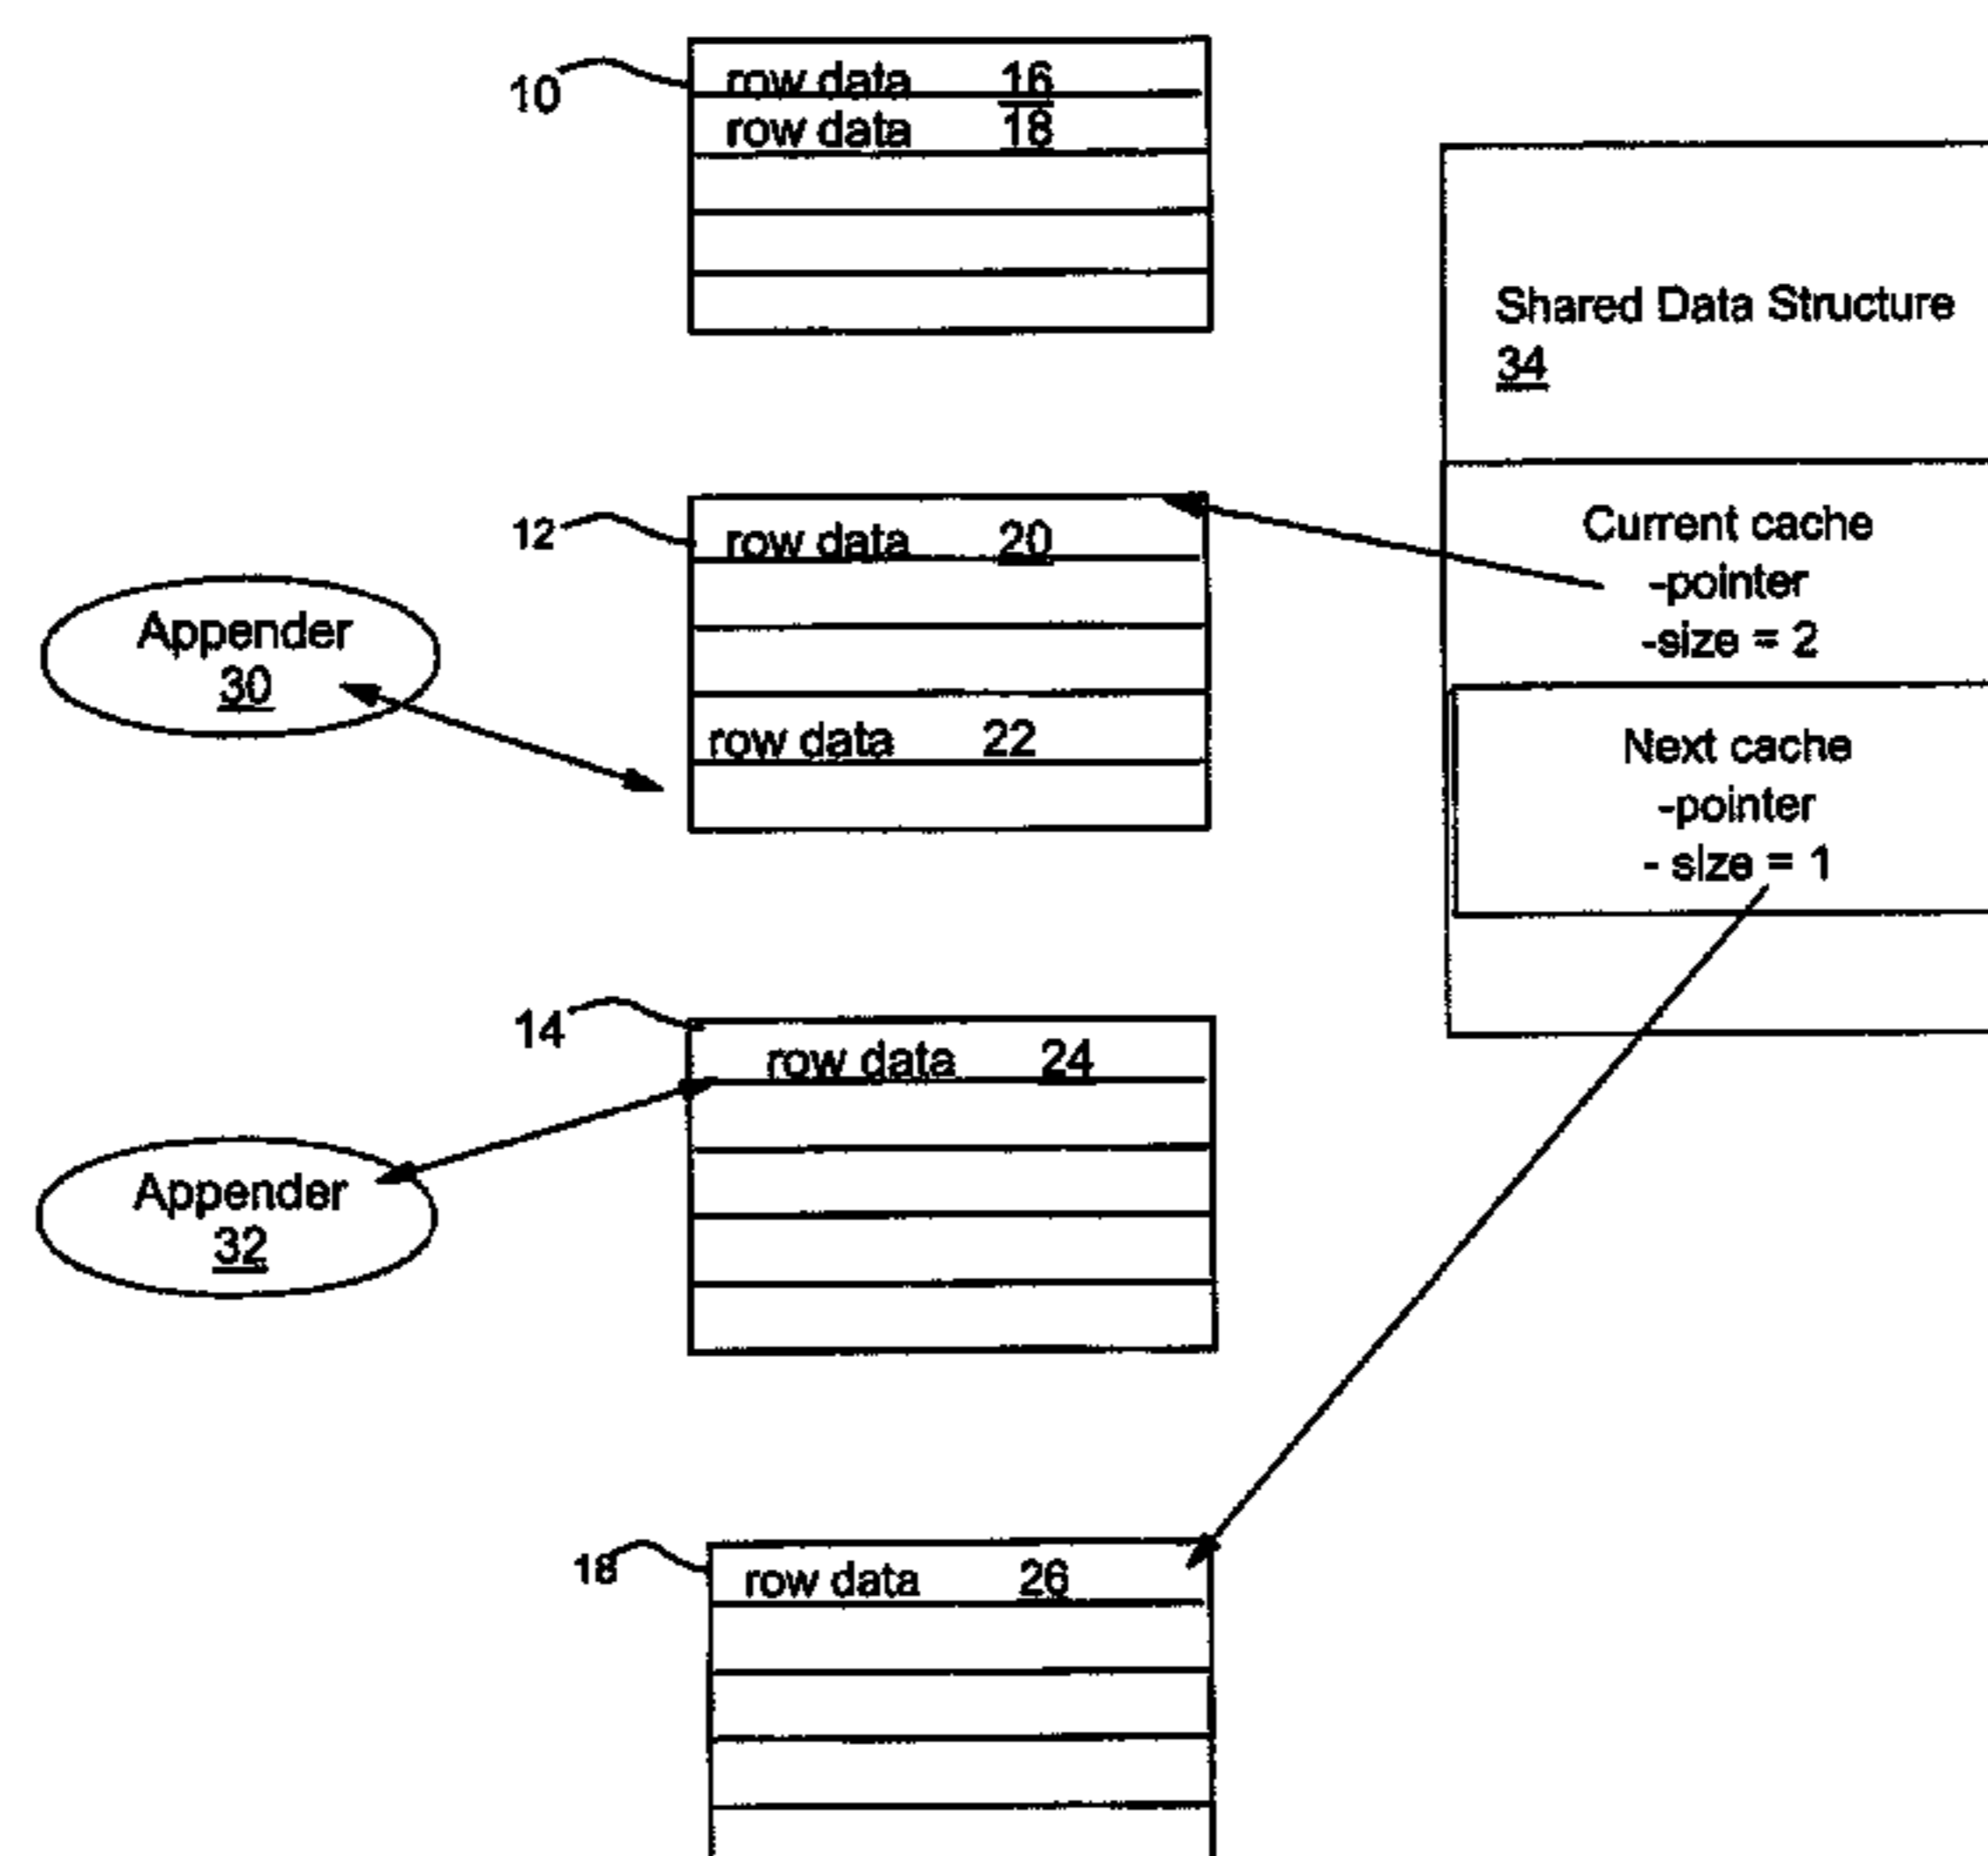 10
row data 16
row data 18
Shared Data Structure
34
12
row data 20
Current cache
-pointer
-size = 2
Appender
30
row data 22
Next cache
-pointer
- size = 1
14
row data 24
Appender
32
18
row data 26